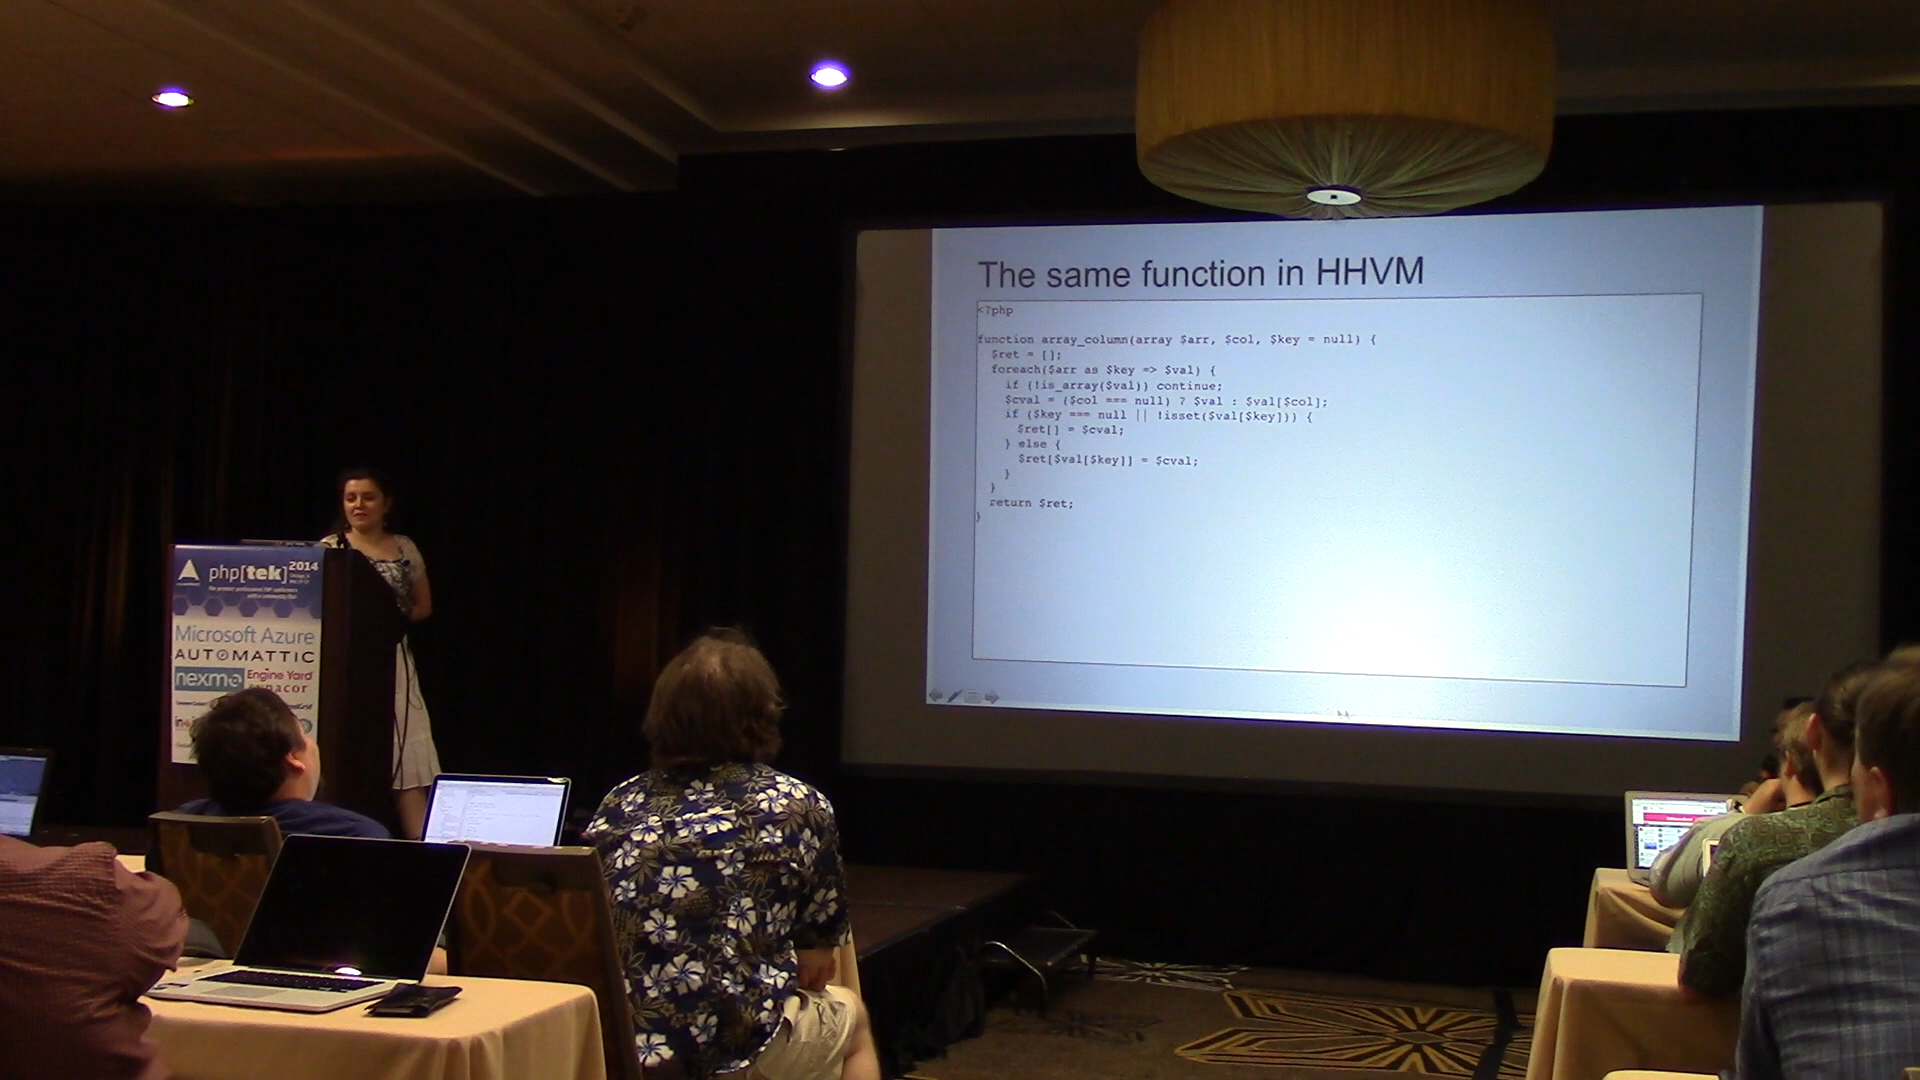 The same function in HHVM
<?php
function array_column(array $arr, $col, $key = null) {
$ret = [];
foreach($arr as $key => $val) {
if (!is_array($val)) continue;
$cval = ($col === null) ? $val : $val[$col];
if ($key === null || !isset($val[$key])) {
$ret[] = $cval;
} else {
$ret[$val[$key]] = $cval;
}
}
return $ret;
}
php[tek] 2014
Microsoft Azure
AUTOMATTIC
nexmo Engine Yard